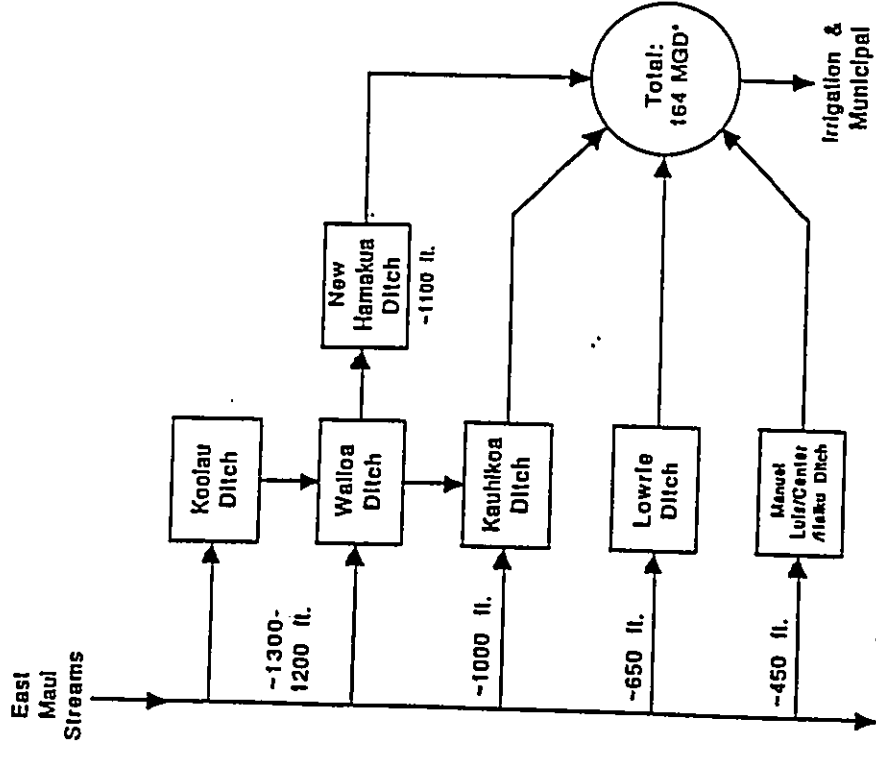 East
Maui
Streams
Koolau
Ditch
~1300-
1200 ft.
Wailoa
Ditch
New
Hamakua
Ditch
~1100 ft.
~1000 ft.
Kauhikoa
Ditch
~650 ft.
Lowrie
Ditch
~450 ft.
Manuel
Luis/Center
/Haiku Ditch
Total:
164 MGD*
Irrigation &
Municipal